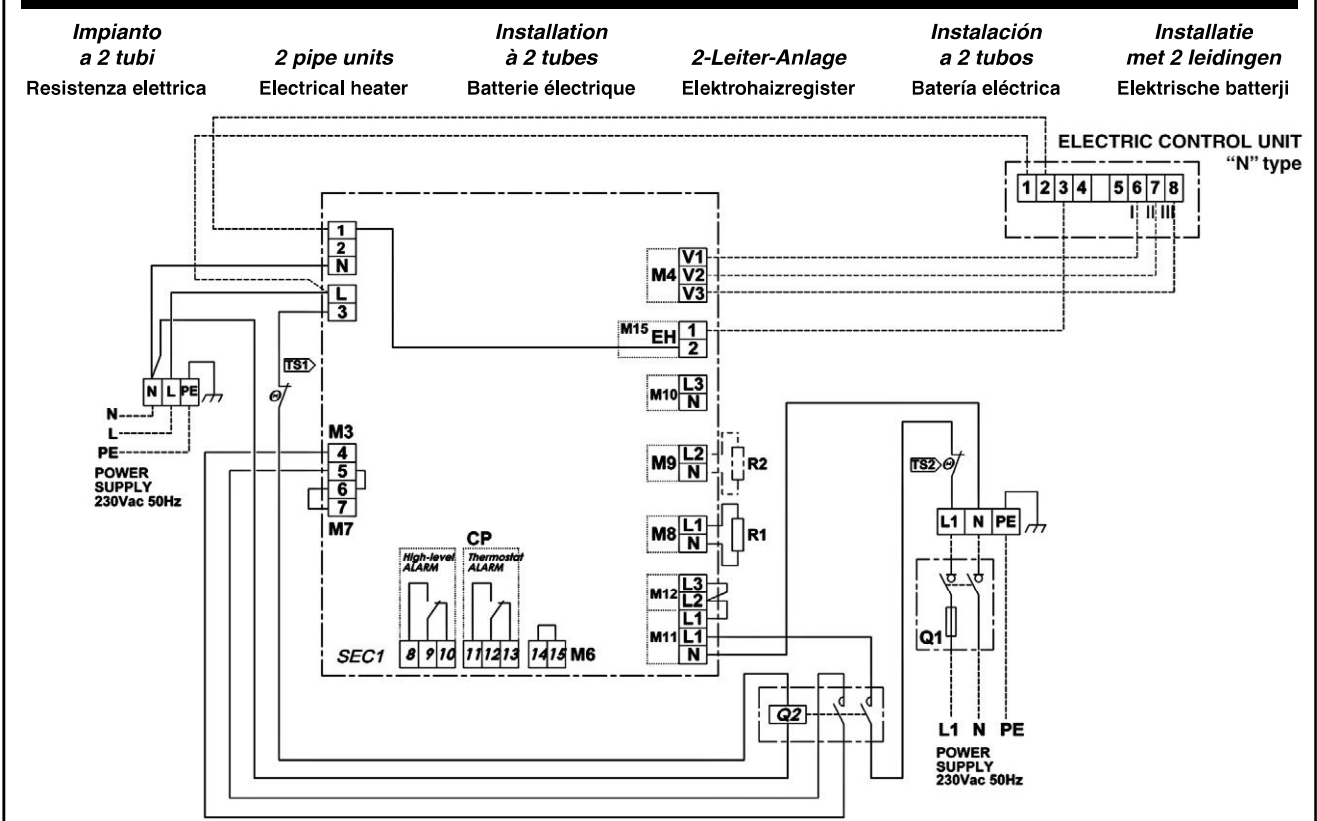 Impianto a 2 tubi
Resistenza elettrica
2 pipe units
Electrical heater
Installation à 2 tubes
Batterie électrique
2-Leiter-Anlage
Elektrohaizregister
Instalación a 2 tubos
Batería eléctrica
Installatie met 2 leidingen
Elektrische batterji
ELECTRIC CONTROL UNIT
“N” type
1 2 3 4 5 6 7 8
I II III
1
2
N
L
3
TS1
N L PE
N
L
PE
POWER SUPPLY
230Vac 50Hz
M3
4
5
6
7
M7
M4 V1
V2
V3
M15 EH 1
2
M10 L3
N
M9 L2
N
R2
M8 L1
N
R1
M12 L3
L2
L1
M11 L1
N
CP
High-level ALARM
Thermostat ALARM
SEC1
8 9 10
11 12 13
14 15 M6
Q2
TS2
L1 N PE
Q1
L1 N PE
POWER SUPPLY
230Vac 50Hz